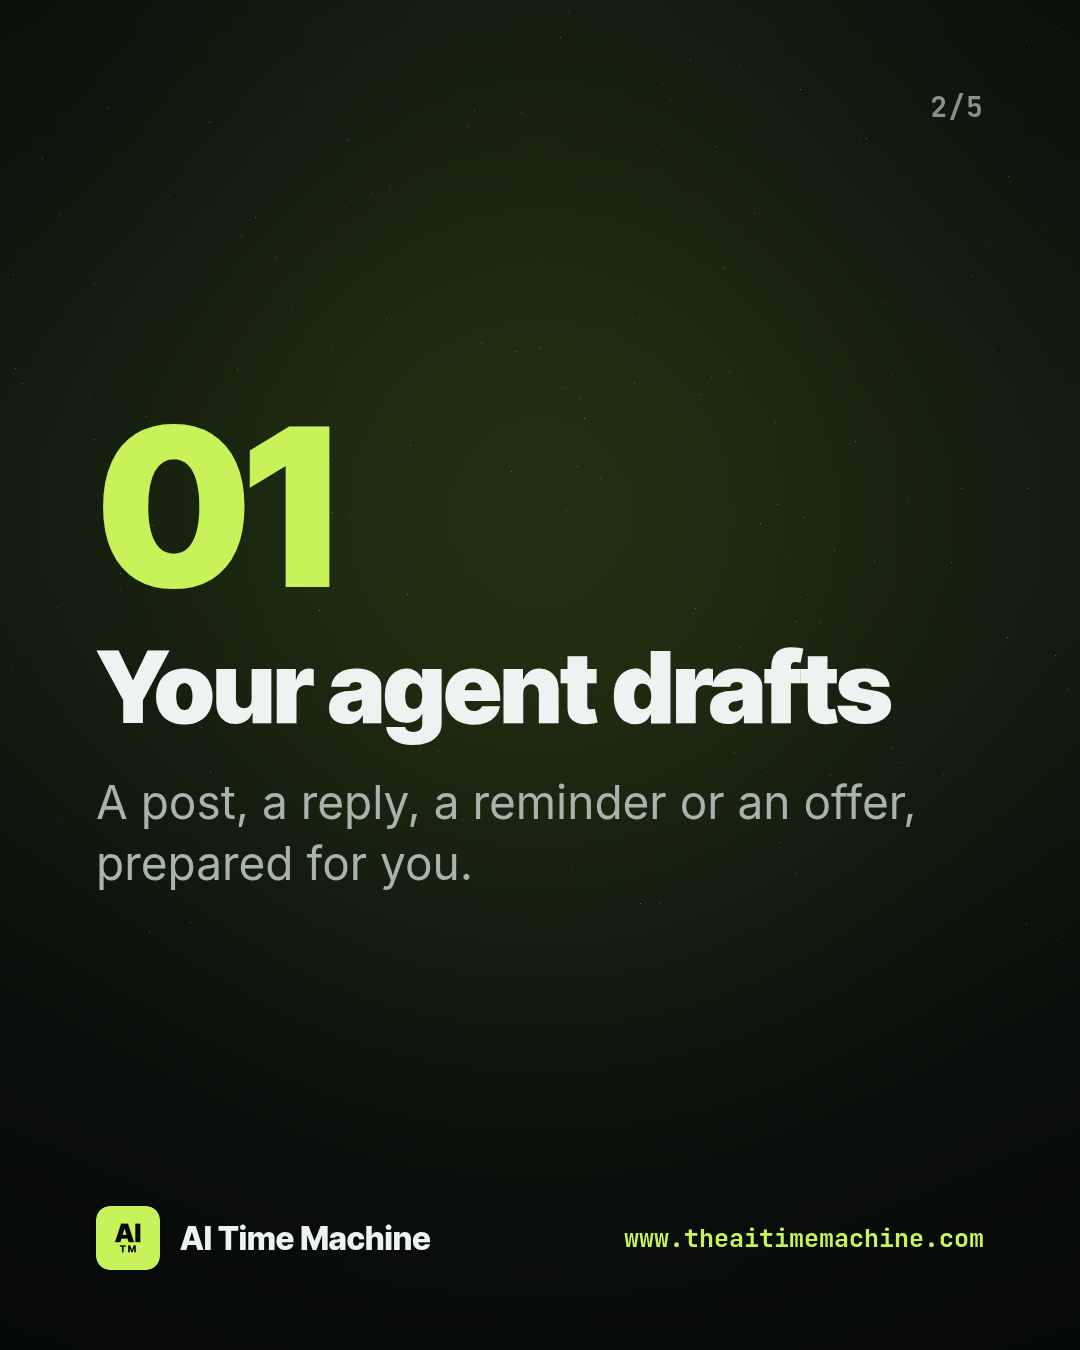 2/5
01
Your agent drafts
A post, a reply, a reminder or an offer,
prepared for you.
AI
TM
AI Time Machine
www.theaitimemachine.com